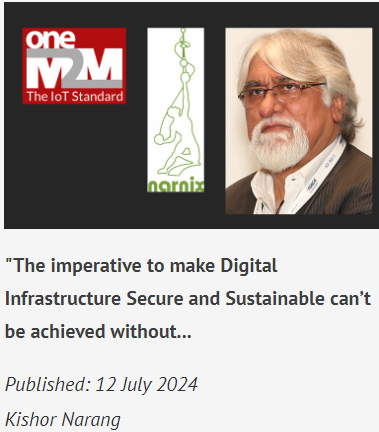 one
M2M
The IoT Standard
narnix
"The imperative to make Digital
Infrastructure Secure and Sustainable can’t
be achieved without...
Published: 12 July 2024
Kishor Narang